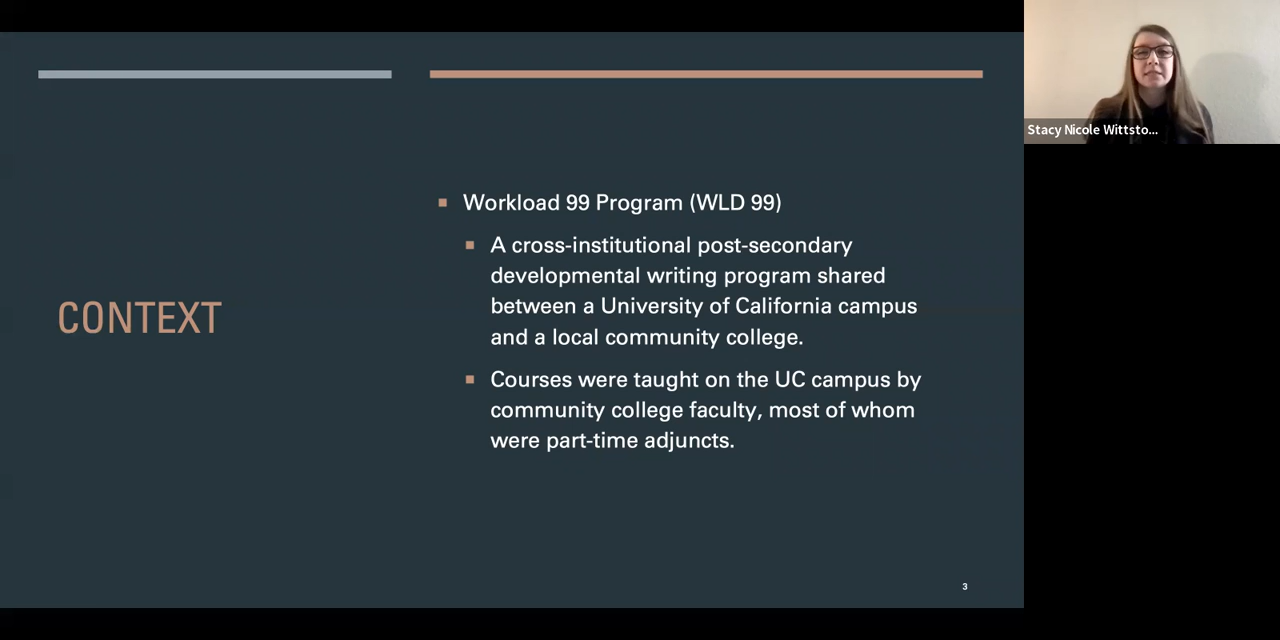 Stacy Nicole Wittsto...
CONTEXT
Workload 99 Program (WLD 99)
A cross-institutional post-secondary
developmental writing program shared
between a University of California campus
and a local community college.
Courses were taught on the UC campus by
community college faculty, most of whom
were part-time adjuncts.
3